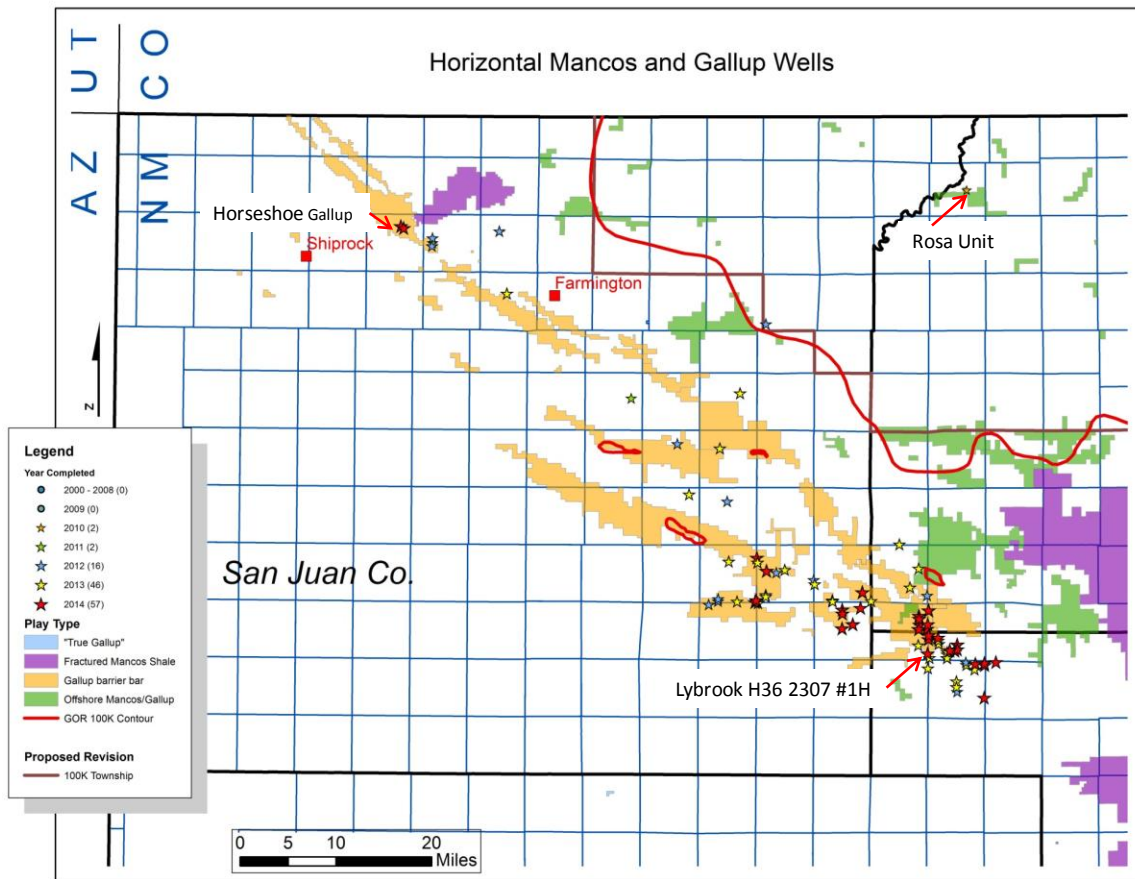 UT CO
AZ NM
Horizontal Mancos and Gallup Wells
Horseshoe Gallup
Shiprock
Farmington
Rosa Unit
San Juan Co.
Lybrook H36 2307 #1H
N
Legend
Year Completed
2000 - 2008 (0)
2009 (0)
2010 (2)
2011 (2)
2012 (16)
2013 (46)
2014 (57)
Play Type
"True Gallup"
Fractured Mancos Shale
Gallup barrier bar
Offshore Mancos/Gallup
GOR 100K Contour
Proposed Revision
100K Township
0 5 10 20
Miles